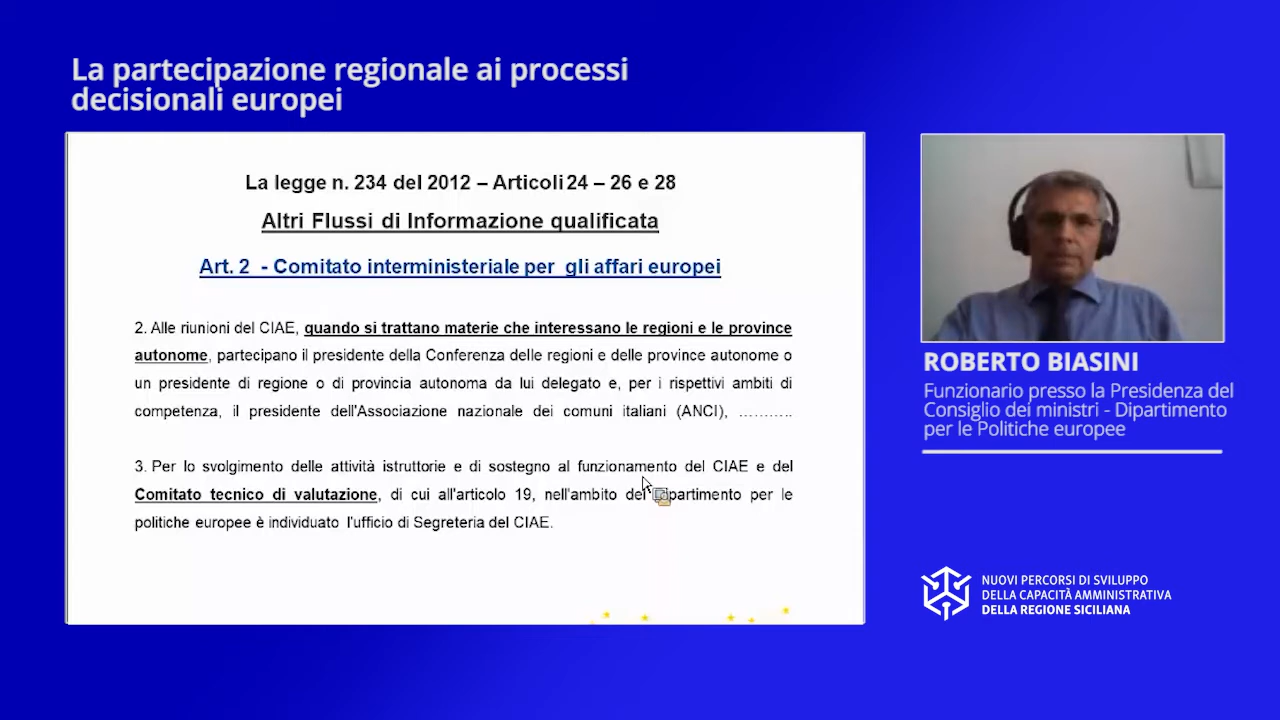 La partecipazione regionale ai processi
decisionali europei
La legge n. 234 del 2012 – Articoli 24 – 26 e 28
Altri Flussi di Informazione qualificata
Art. 2 - Comitato interministeriale per gli affari europei
2. Alle riunioni del CIAE, quando si trattano materie che interessano le regioni e le province
autonome, partecipano il presidente della Conferenza delle regioni e delle province autonome o
un presidente di regione o di provincia autonoma da lui delegato e, per i rispettivi ambiti di
competenza, il presidente dell'Associazione nazionale dei comuni italiani (ANCI), ………..
3. Per lo svolgimento delle attività istruttorie e di sostegno al funzionamento del CIAE e del
Comitato tecnico di valutazione, di cui all'articolo 19, nell'ambito del Dipartimento per le
politiche europee è individuato l'ufficio di Segreteria del CIAE.
ROBERTO BIASINI
Funzionario presso la Presidenza del
Consiglio dei ministri - Dipartimento
per le Politiche europee
NUOVI PERCORSI DI SVILUPPO
DELLA CAPACITÀ AMMINISTRATIVA
DELLA REGIONE SICILIANA